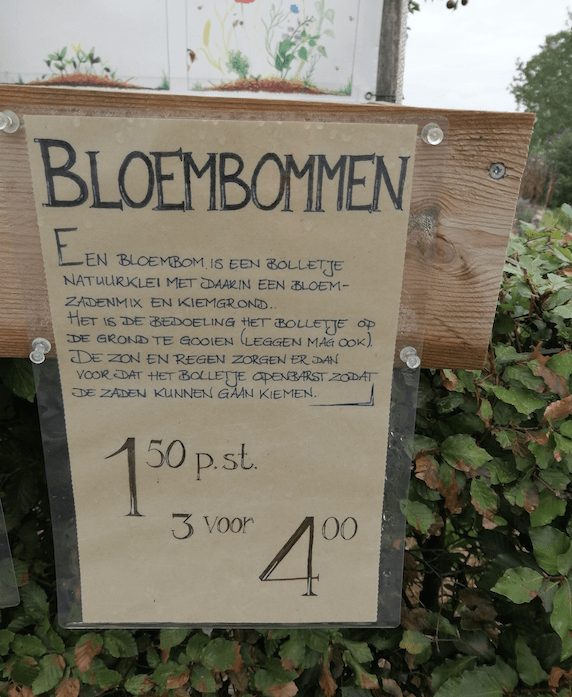 BLOEMBOMMEN
EEN BLOEMBOM IS EEN BOLLETJE
NATUURKLEI MET DAARIN EEN BLOEM-
ZADENMIX EN KIEMGROND.
HET IS DE BEDOELING HET BOLLETJE OP
DE GROND TE GOOIEN (LEGGEN MAG OOK).
DE ZON EN REGEN ZORGEN ER DAN
VOOR DAT HET BOLLETJE OPENBARST ZODAT
DE ZADEN KUNNEN GAAN KIEMEN.
1 50 p.st.
3 voor 4 00